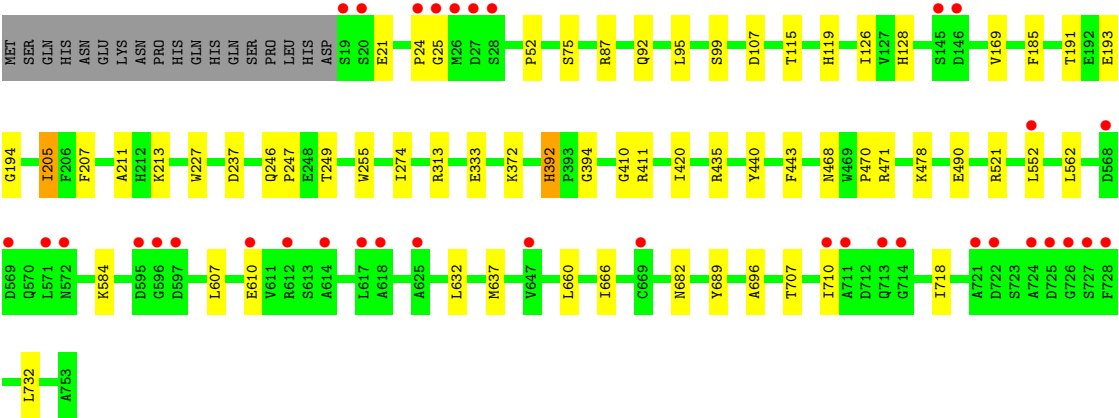 MET SER GLN HIS ASN GLU LYS ASN PRO HIS GLN HIS GLN SER PRO LEU HIS ASP S19 S20 E21 P24 G25 M26 D27 S28 P52 S75 R87 Q92 L95 S99 D107 T115 H119 I126 V127 H128 S145 D146 V169 F185 T191 E192 E193
G194 I205 F206 F207 A211 H212 K213 W227 D237 Q246 P247 E248 T249 W255 I274 R313 E333 K372 H392 P393 G394 G410 R411 I420 R435 Y440 F443 N468 W469 P470 R471 K478 E490 R521 L552 L562 D568
D569 Q570 L571 N572 K584 D595 G596 D597 L607 E610 V611 R612 S613 A614 L617 A618 A625 L632 M637 V647 L660 I666 C669 N682 Y689 A696 T707 I710 A711 D712 Q713 G714 I718 A721 D722 S723 A724 D725 G726 S727 F728
L732 A753